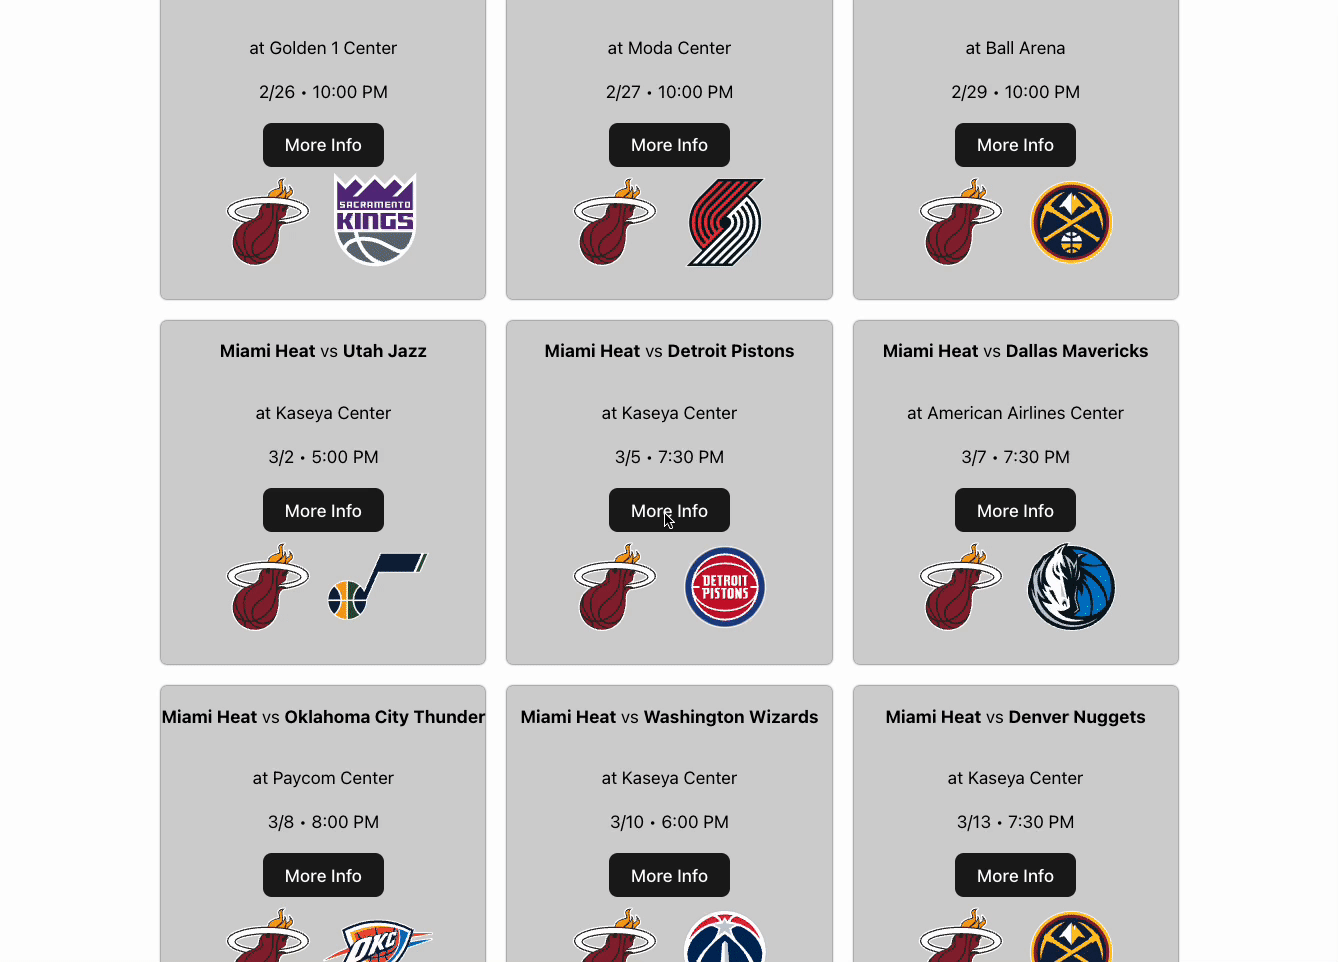 at Golden 1 Center
2/26 • 10:00 PM
More Info
SACRAMENTO
KINGS
at Moda Center
2/27 • 10:00 PM
More Info
at Ball Arena
2/29 • 10:00 PM
More Info
Miami Heat vs Utah Jazz
at Kaseya Center
3/2 • 5:00 PM
More Info
Miami Heat vs Detroit Pistons
at Kaseya Center
3/5 • 7:30 PM
More Info
DETROIT
PISTONS
Miami Heat vs Dallas Mavericks
at American Airlines Center
3/7 • 7:30 PM
More Info
Miami Heat vs Oklahoma City Thunder
at Paycom Center
3/8 • 8:00 PM
More Info
OKC
Miami Heat vs Washington Wizards
at Kaseya Center
3/10 • 6:00 PM
More Info
Miami Heat vs Denver Nuggets
at Kaseya Center
3/13 • 7:30 PM
More Info